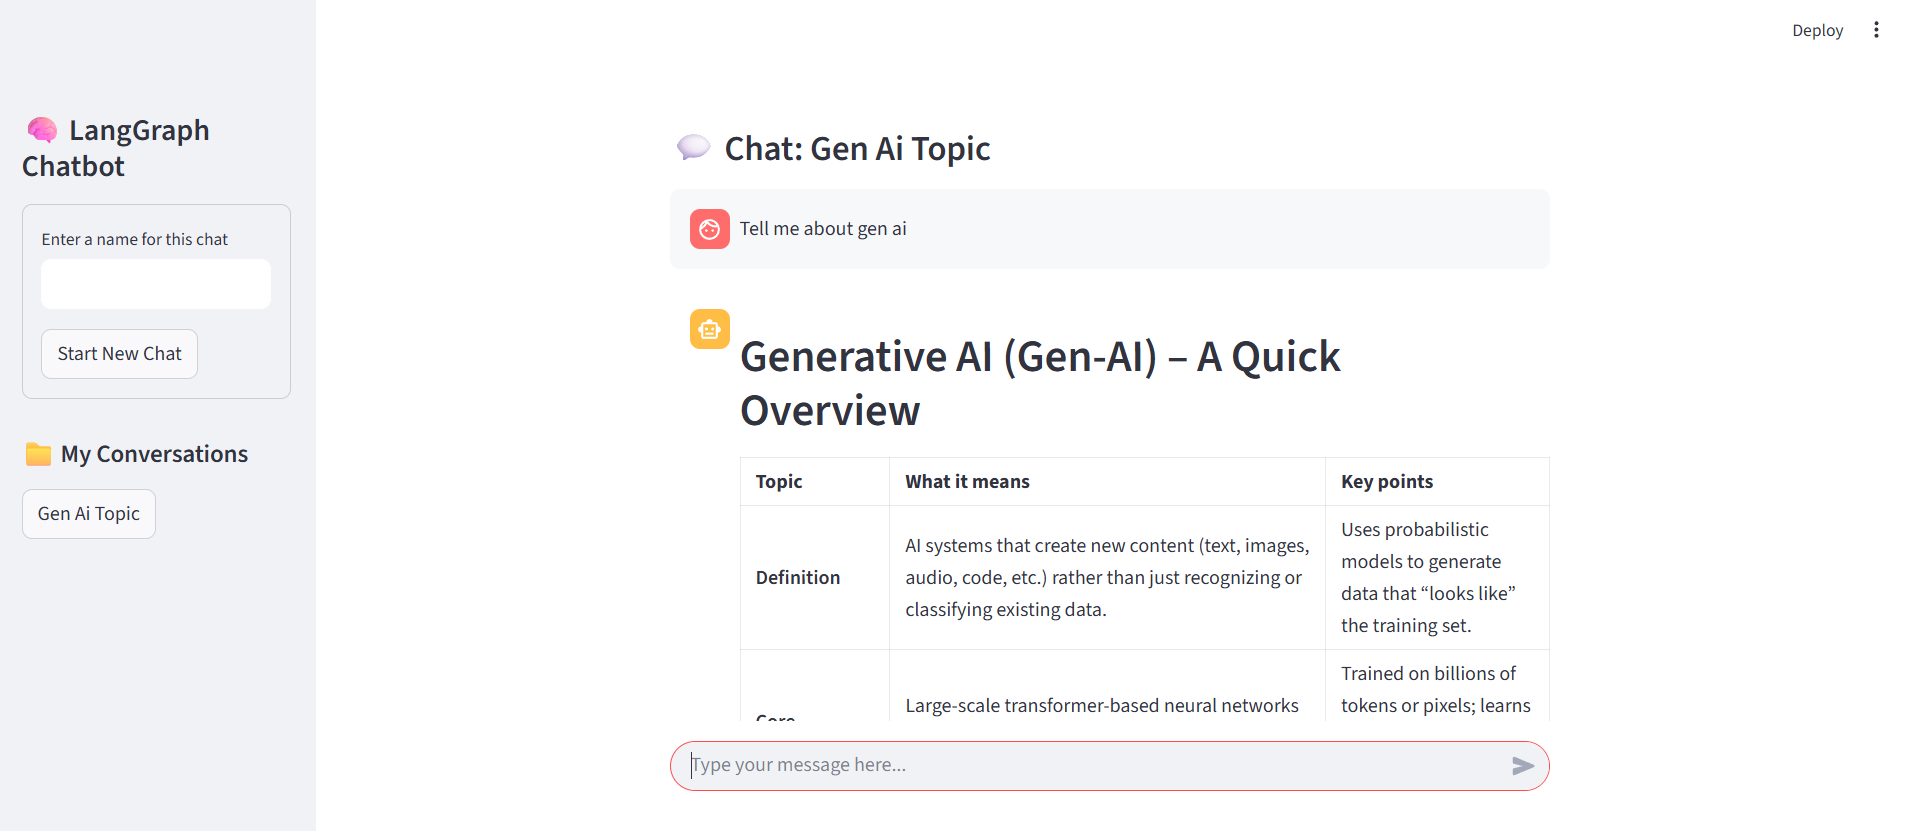 Deploy
LangGraph
Chatbot
Enter a name for this chat
Start New Chat
My Conversations
Gen Ai Topic
Chat: Gen Ai Topic
Tell me about gen ai
Generative AI (Gen-AI) – A Quick
Overview
Topic
What it means
Key points
Definition
AI systems that create new content (text, images,
audio, code, etc.) rather than just recognizing or
classifying existing data.
Uses probabilistic
models to generate
data that “looks like”
the training set.
Core
Large-scale transformer-based neural networks
Trained on billions of
tokens or pixels; learns
Type your message here...